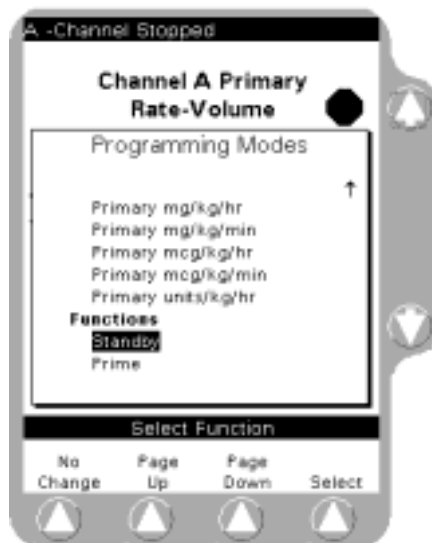 A -Channel Stopped
Channel A Primary
Rate-Volume
Programming Modes
↑
Primary mg/kg/hr
Primary mg/kg/min
Primary mcg/kg/hr
Primary mcg/kg/min
Primary units/kg/hr
Functions
Standby
Prime
Select Function
No Change
Page Up
Page Down
Select